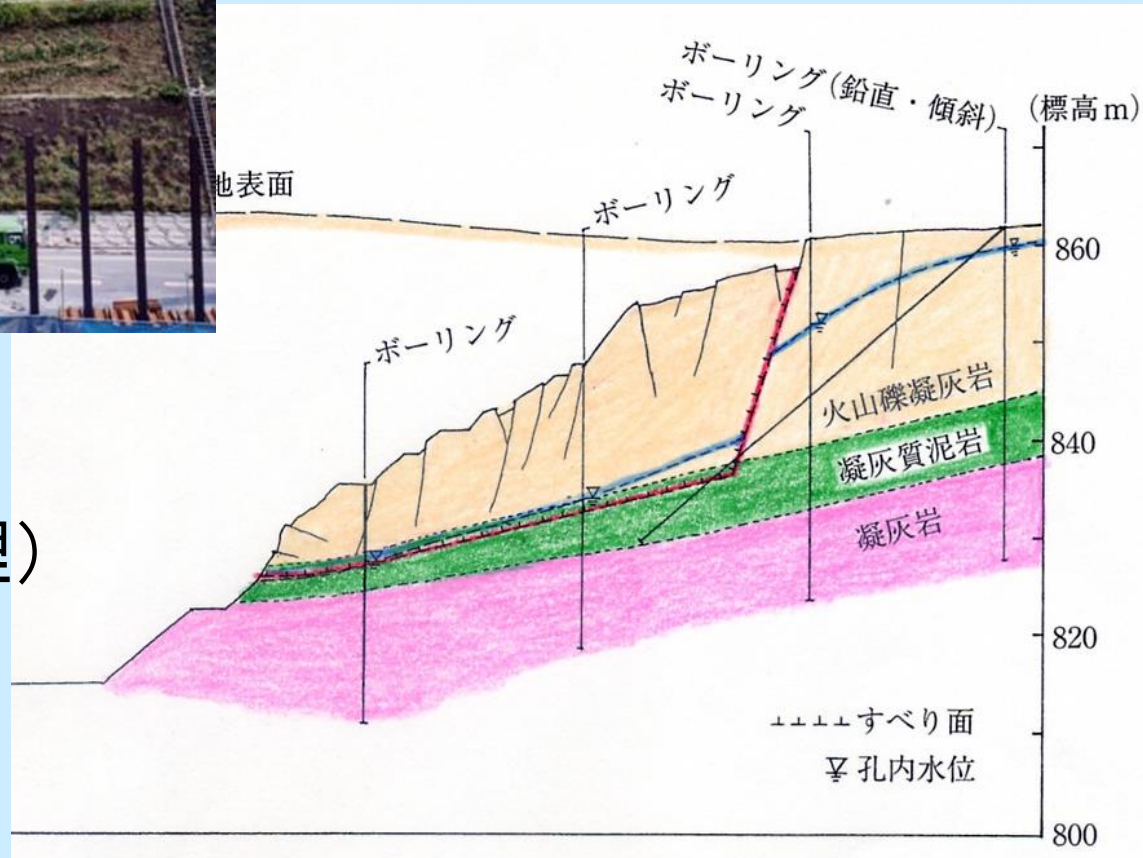 ボーリング(鉛直・傾斜)
ボーリング
(標高m)
地表面
ボーリング
860
ボーリング
火山礫凝灰岩
840
凝灰質泥岩
凝灰岩
理)
820
すべり面
孔内水位
800